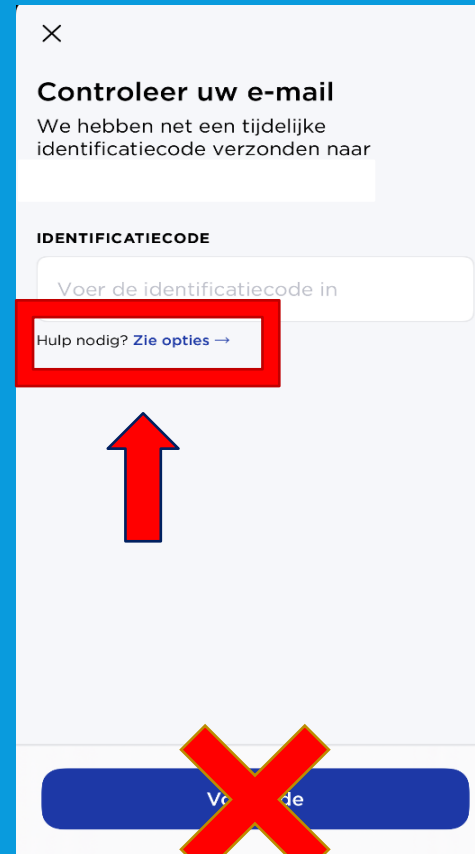 Controleer uw e-mail
We hebben net een tijdelijke
identificatiecode verzonden naar
IDENTIFICATIECODE
Voer de identificatiecode in
Hulp nodig? Zie opties →